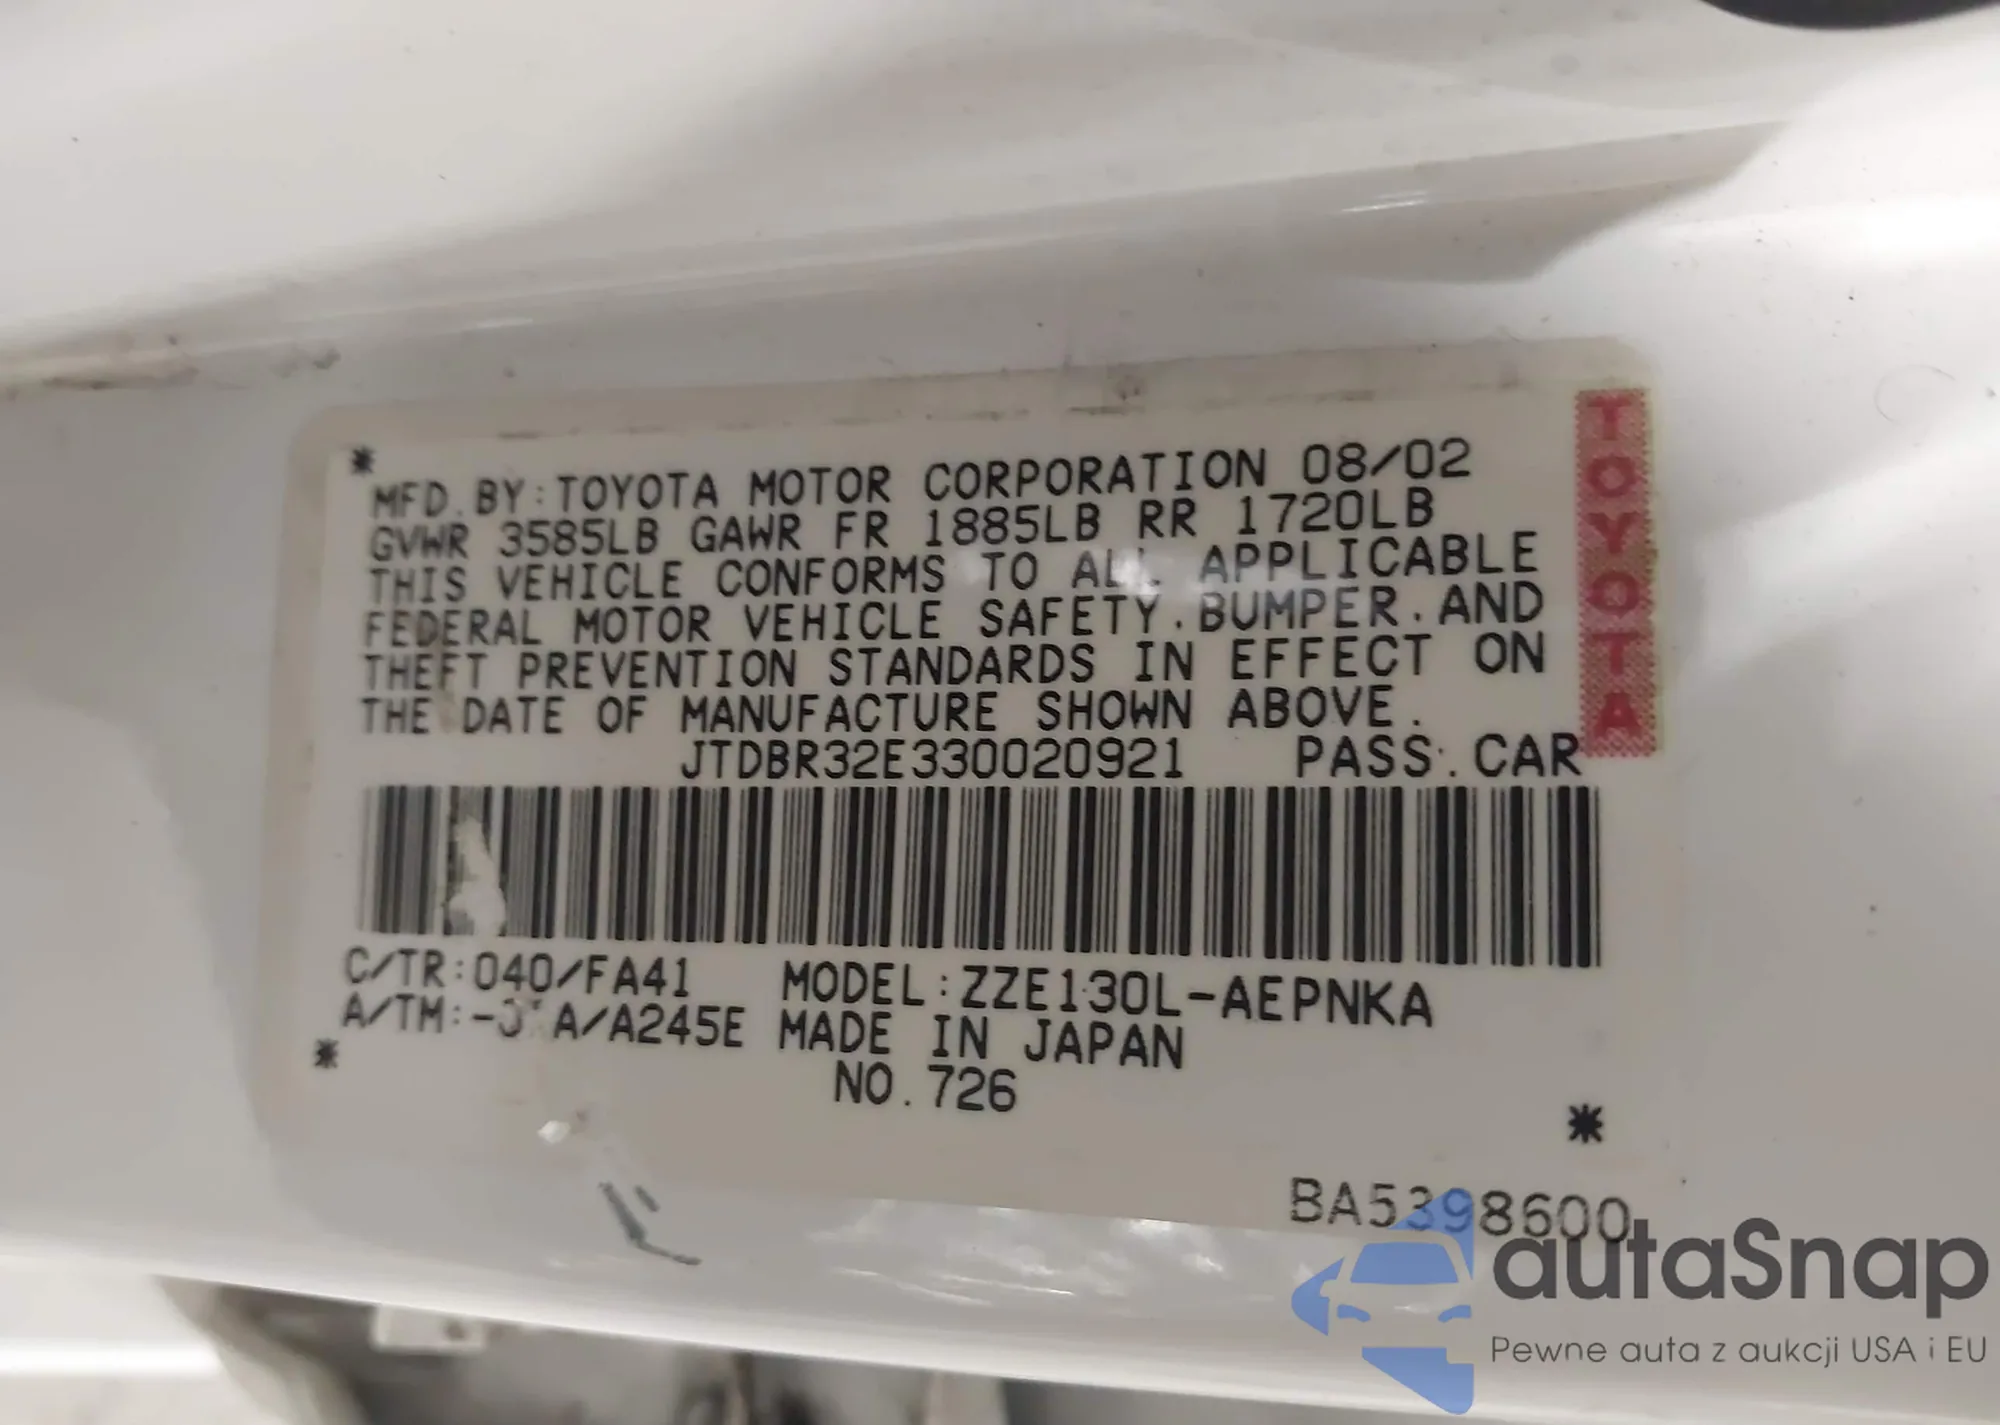 *
MFD. BY: TOYOTA MOTOR CORPORATION 08/02
GVWR 3585LB GAWR FR 1885LB RR 1720LB
THIS VEHICLE CONFORMS TO ALL APPLICABLE
FEDERAL MOTOR VEHICLE SAFETY. BUMPER. AND
THEFT PREVENTION STANDARDS IN EFFECT ON
THE DATE OF MANUFACTURE SHOWN ABOVE.
JTDBR32E330020921 PASS. CAR
TOYOTA
C/TR: 040/FA41 MODEL: ZZE130L-AEPNKA
A/TM: A/A245E MADE IN JAPAN
*
NO. 726
*
BA5398600
autaSnap
Pewne auta z aukcji USA i EU